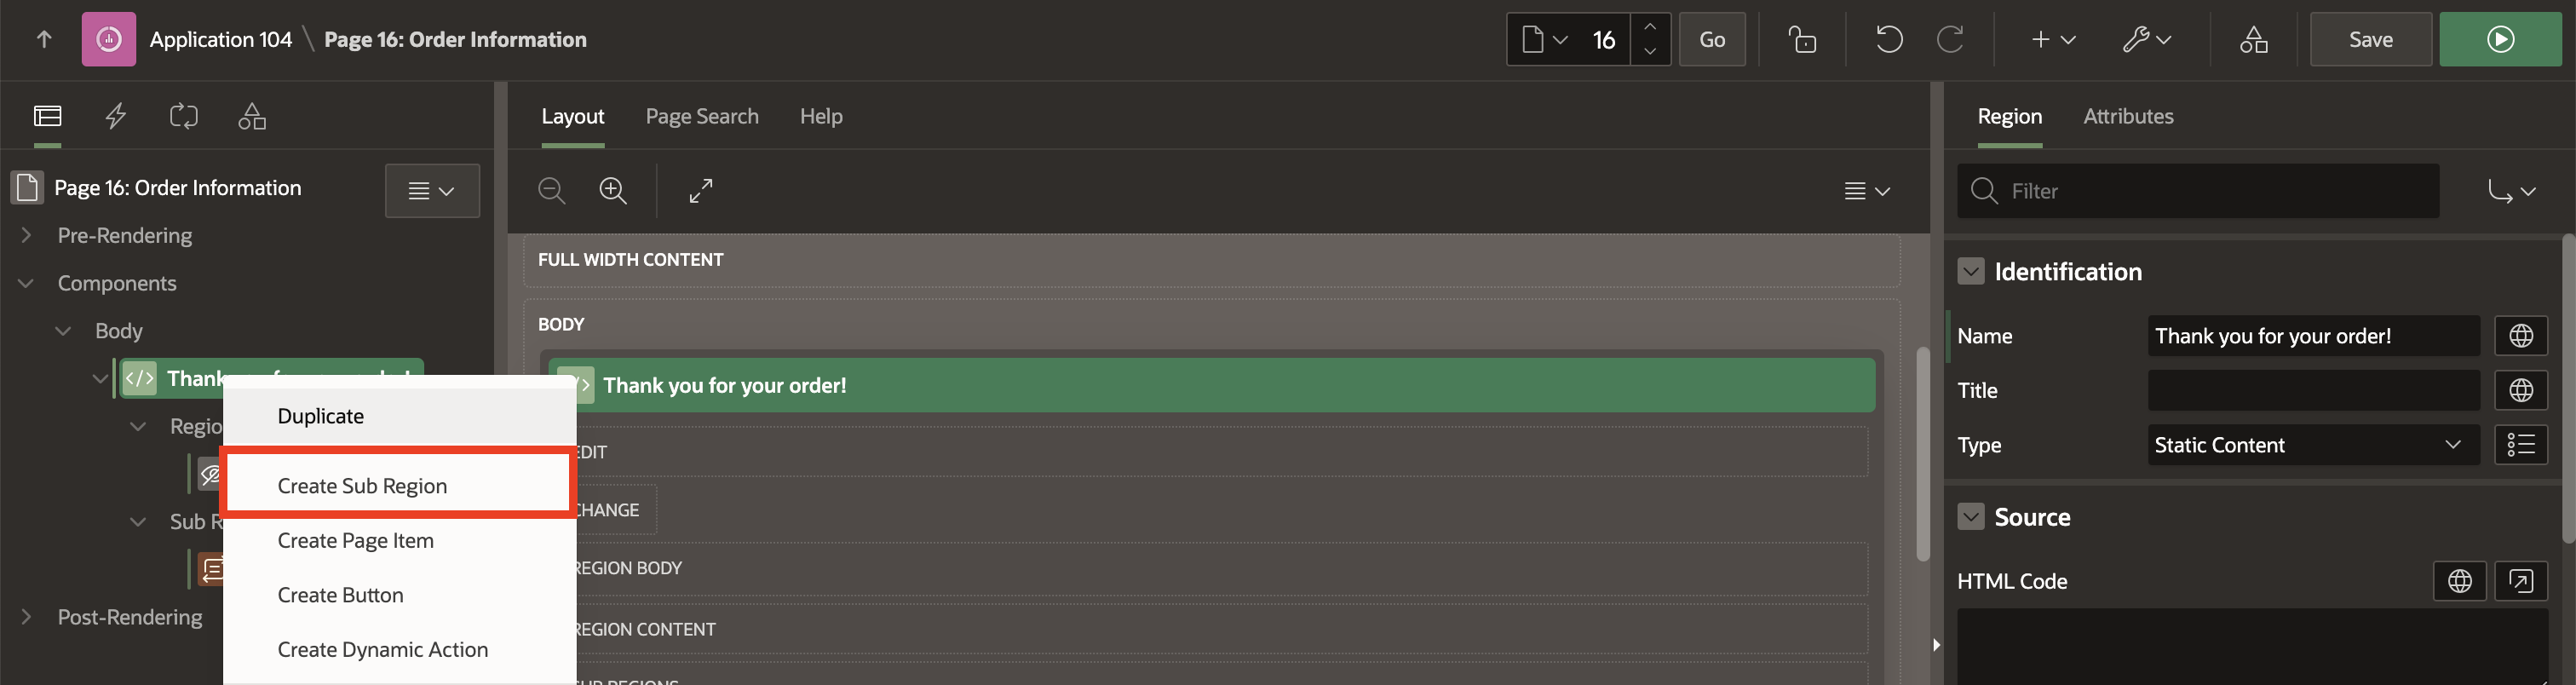 Application 104 \ Page 16: Order Information
16
Go
Save
Layout
Page Search
Help
Region
Attributes
Page 16: Order Information
Filter
Pre-Rendering
Components
Body
Thank
Regio
Sub R
Post-Rendering
Duplicate
Create Sub Region
Create Page Item
Create Button
Create Dynamic Action
FULL WIDTH CONTENT
BODY
Thank you for your order!
EDIT
CHANGE
REGION BODY
REGION CONTENT
SUB REGIONS
Identification
Name
Thank you for your order!
Title
Type
Static Content
Source
HTML Code